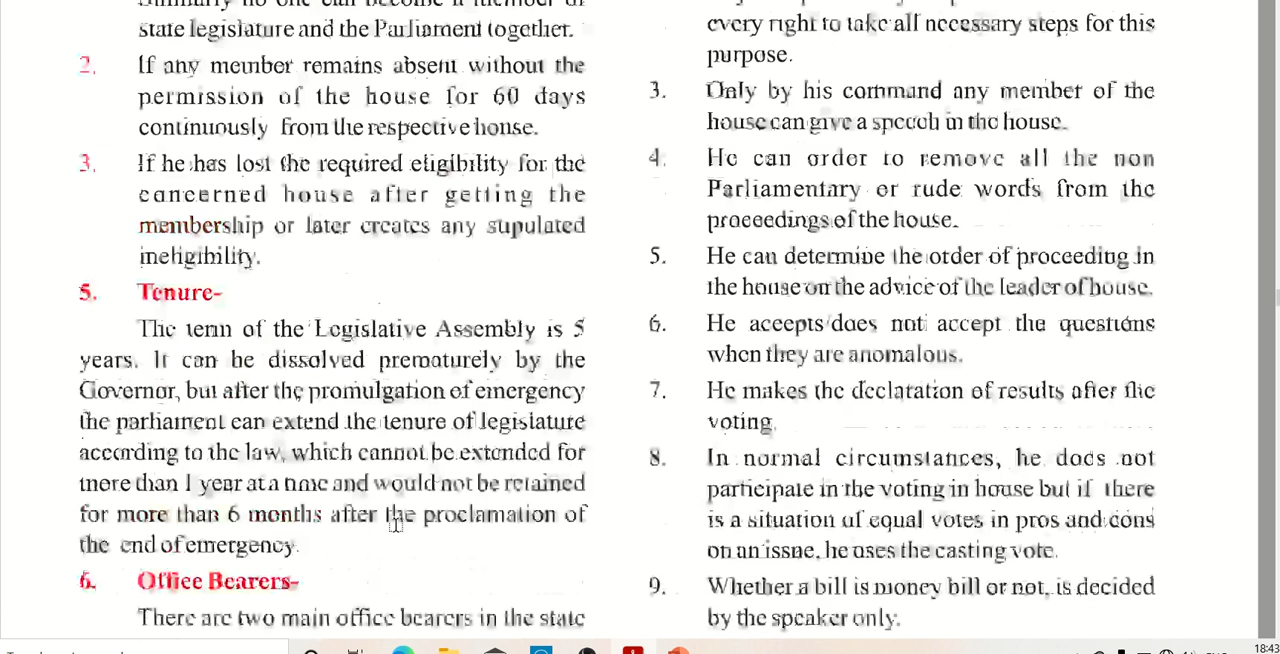 state legislature and the Parliament together.
2. If any member remains absent without the
permission of the house for 60 days
continuously from the respective house.
3. If he has lost the required eligibility for the
concerned house after getting the
membership or later creates any stipulated
ineligibility.
5. Tenure-
The term of the Legislative Assembly is 5
years. It can be dissolved prematurely by the
Governor, but after the promulgation of emergency
the parliament can extend the tenure of legislature
according to the law, which cannot be extended for
more than 1 year at a time and would not be retained
for more than 6 months after the proclamation of
the end of emergency.
6. Office Bearers-
There are two main office bearers in the state
every right to take all necessary steps for this
purpose.
3. Only by his command any member of the
house can give a speech in the house.
4. He can order to remove all the non
Parliamentary or rude words from the
proceedings of the house.
5. He can determine the order of proceeding in
the house on the advice of the leader of house.
6. He accepts/does not accept the questions
when they are anomalous.
7. He makes the declaration of results after the
voting.
8. In normal circumstances, he does not
participate in the voting in house but if there
is a situation of equal votes in pros and cons
on an issue, he uses the casting vote.
9. Whether a bill is money bill or not, is decided
by the speaker only.
18:43